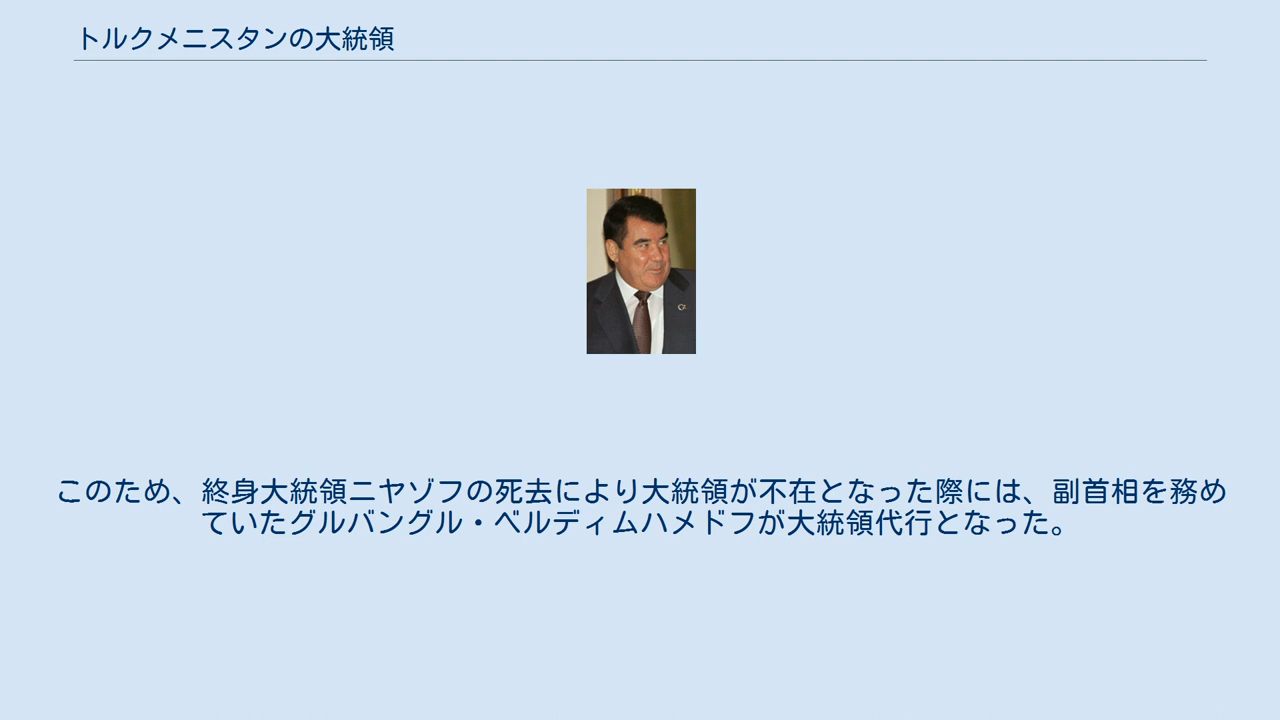 トルクメニスタンの大統領
このため、終身大統領ニヤゾフの死去により大統領が不在となった際には、副首相を務め
ていたグルバングル・ベルディムハメドフが大統領代行となった。